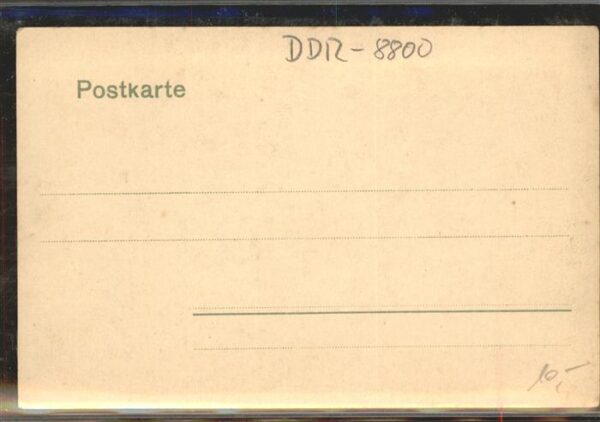 DDR-8800
Postkarte
10,-